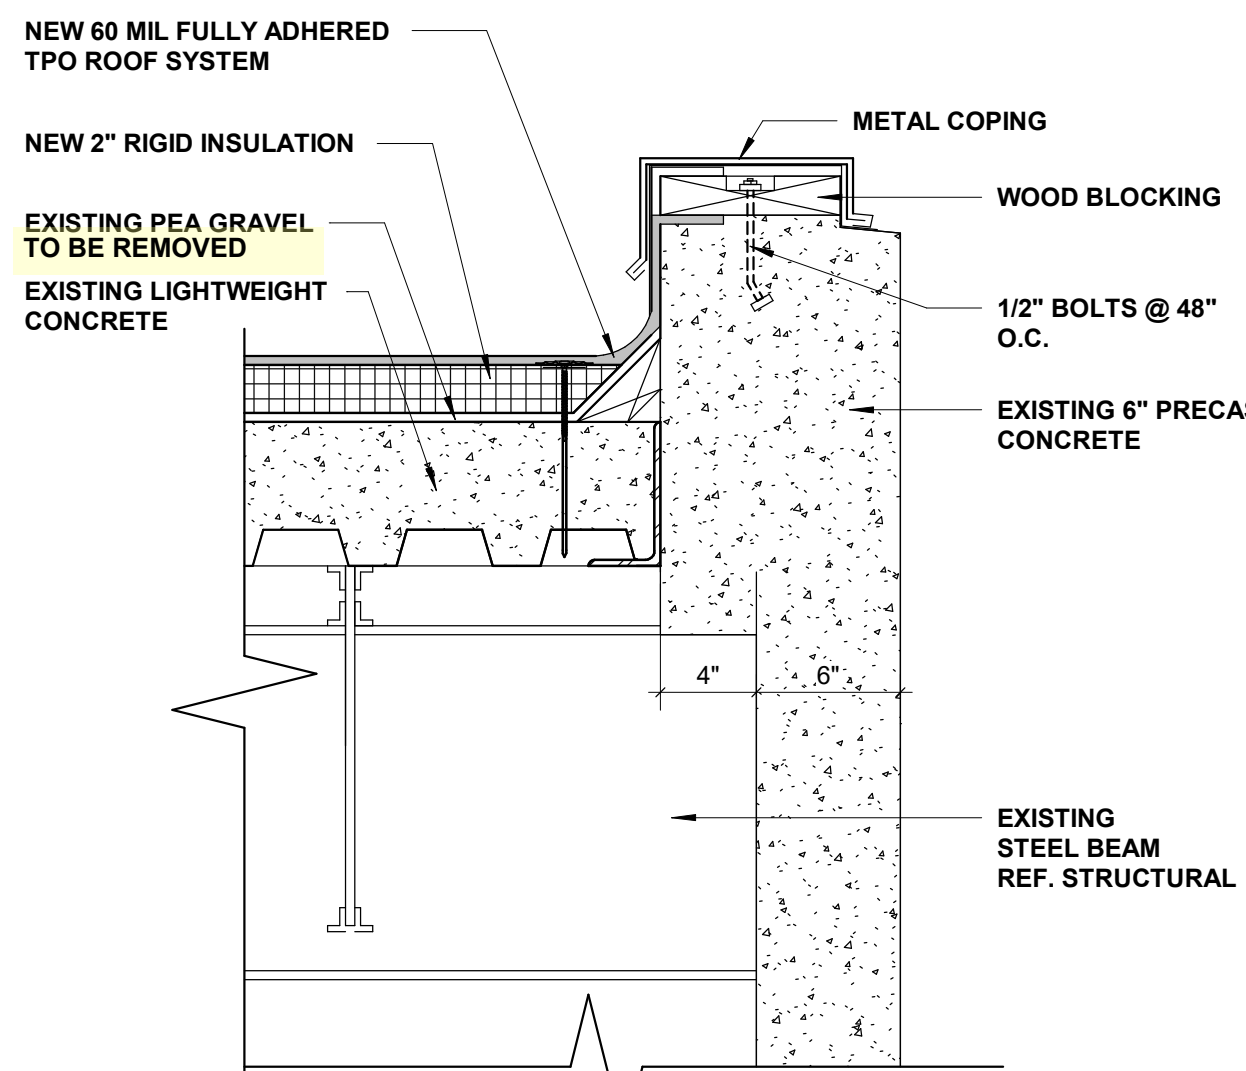 NEW 60 MIL FULLY ADHERED
TPO ROOF SYSTEM
NEW 2" RIGID INSULATION
EXISTING PEA GRAVEL
TO BE REMOVED
EXISTING LIGHTWEIGHT
CONCRETE
METAL COPING
WOOD BLOCKING
1/2" BOLTS @ 48"
O.C.
EXISTING 6" PRECAS
CONCRETE
4"
6"
EXISTING
STEEL BEAM
REF. STRUCTURAL